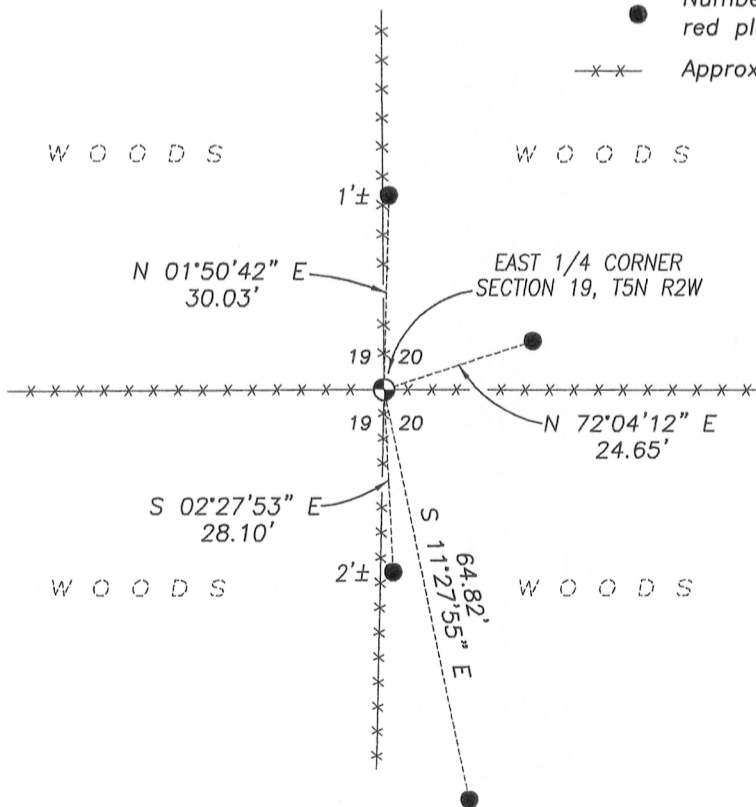 Number
red pl
Approx
W O O D S
W O O D S
1'±
N 01°50'42" E
30.03'
EAST 1/4 CORNER
SECTION 19, T5N R2W
19 20
19 20
N 72°04'12" E
24.65'
S 02°27'53" E
28.10'
64.82'
S 11°27'55" E
2'±
W O O D S
W O O D S